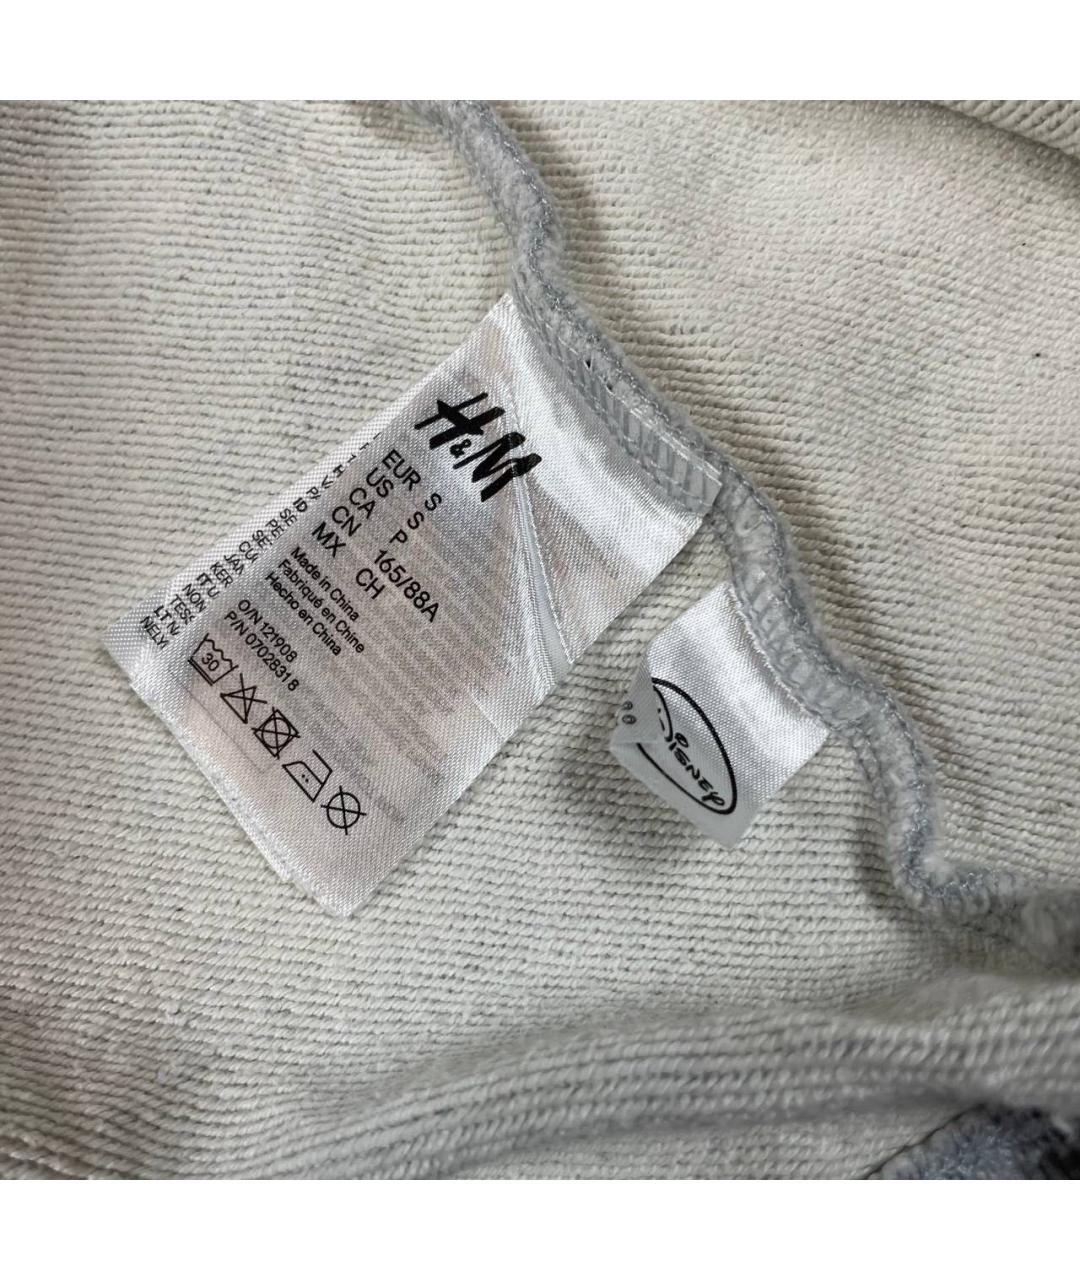 H&M
EUR S
US S
CA P
CN 165/88A
MX CH
Made in China
Fabriqué en Chine
Hecho en China
O/N 121908
P/N 07028318
30
Disney